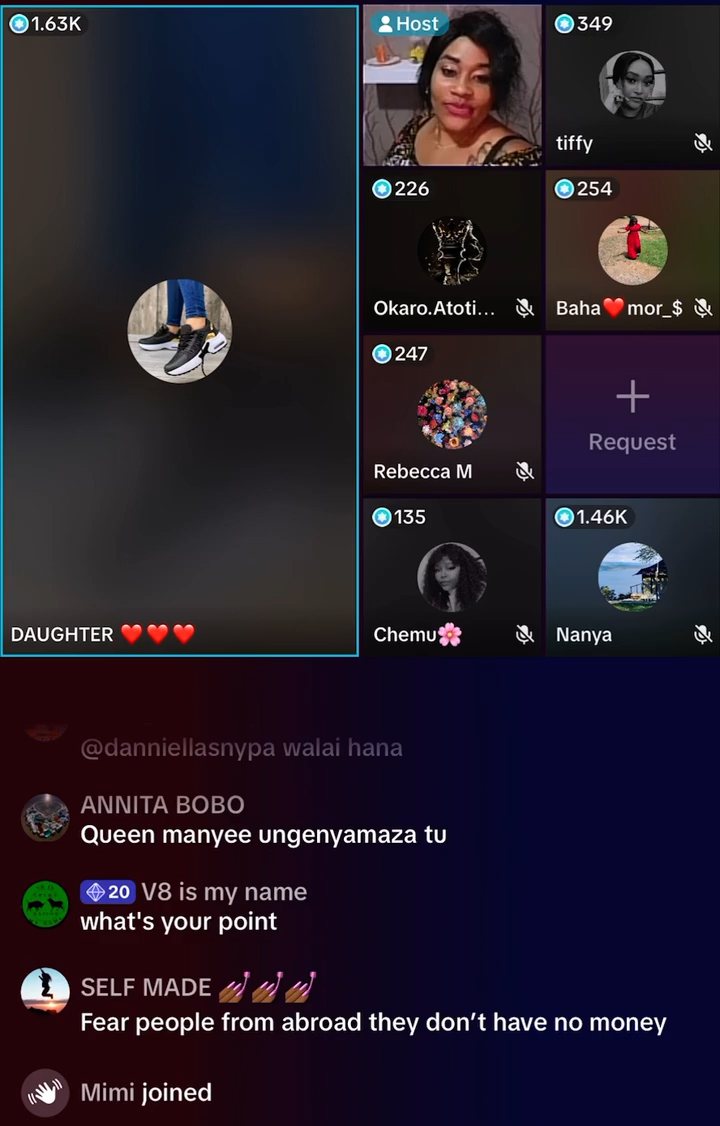 1.63K
Host
349
tiffy
226
254
Okaro.Atoti...
Baha❤️mor_$
247
Rebecca M
Request
135
1.46K
Chemu🌸
Nanya
DAUGHTER ❤️❤️❤️
@danniellasnypa walai hana
ANNITA BOBO
Queen manyee ungenyamaza tu
20 V8 is my name
what's your point
SELF MADE 💅🏾💅🏾💅🏾
Fear people from abroad they don't have no money
Mimi joined